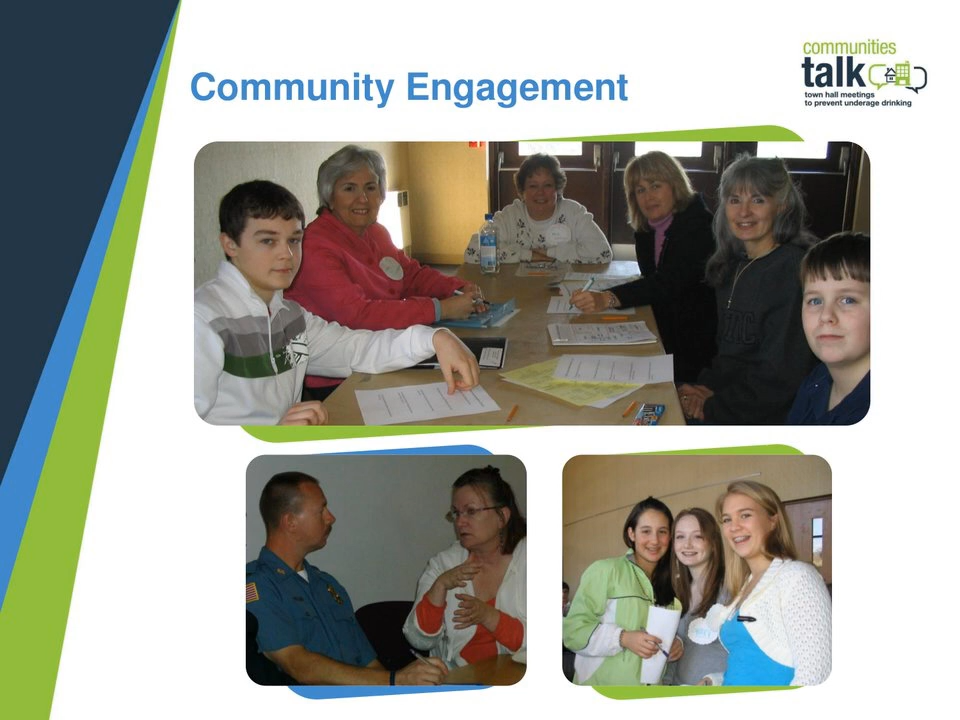 Community Engagement
communities
talk
town hall meetings
to prevent underage drinking